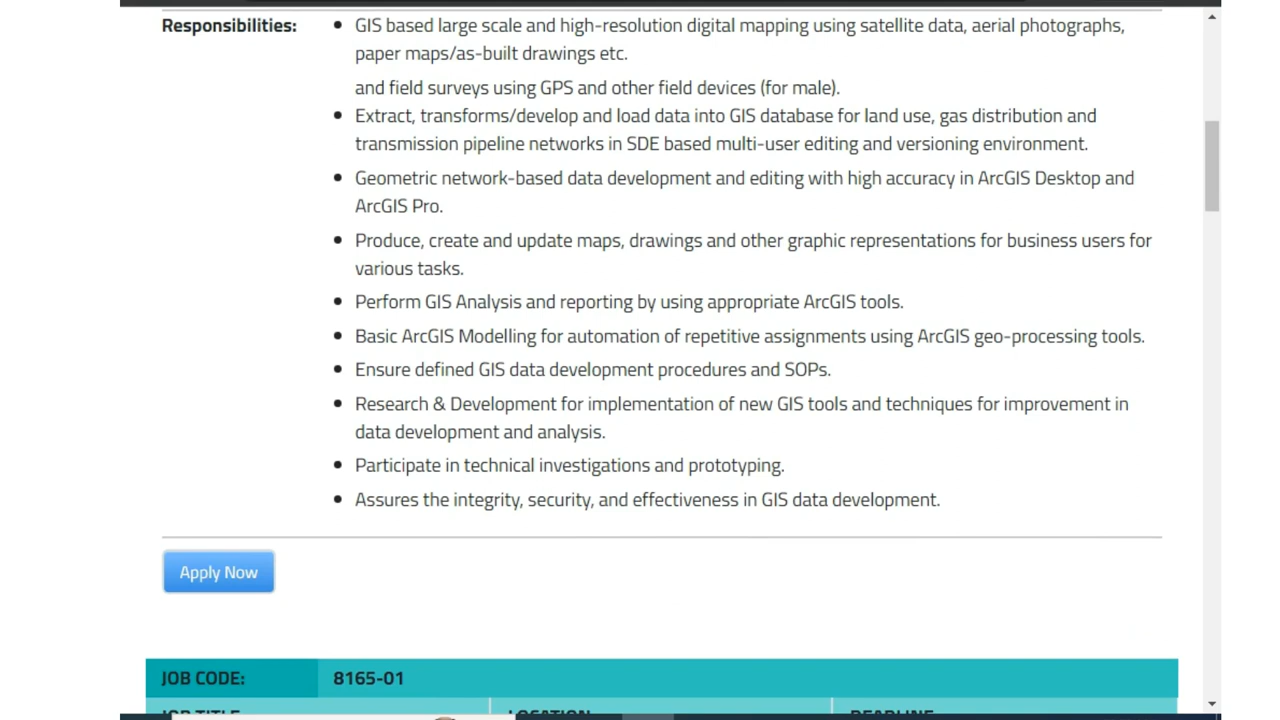 Responsibilities:
GIS based large scale and high-resolution digital mapping using satellite data, aerial photographs,
paper maps/as-built drawings etc.
and field surveys using GPS and other field devices (for male).
Extract, transforms/develop and load data into GIS database for land use, gas distribution and
transmission pipeline networks in SDE based multi-user editing and versioning environment.
Geometric network-based data development and editing with high accuracy in ArcGIS Desktop and
ArcGIS Pro.
Produce, create and update maps, drawings and other graphic representations for business users for
various tasks.
Perform GIS Analysis and reporting by using appropriate ArcGIS tools.
Basic ArcGIS Modelling for automation of repetitive assignments using ArcGIS geo-processing tools.
Ensure defined GIS data development procedures and SOPs.
Research & Development for implementation of new GIS tools and techniques for improvement in
data development and analysis.
Participate in technical investigations and prototyping.
Assures the integrity, security, and effectiveness in GIS data development.
Apply Now
JOB CODE: 8165-01
JOB TITLE LOCATION DEADLINE